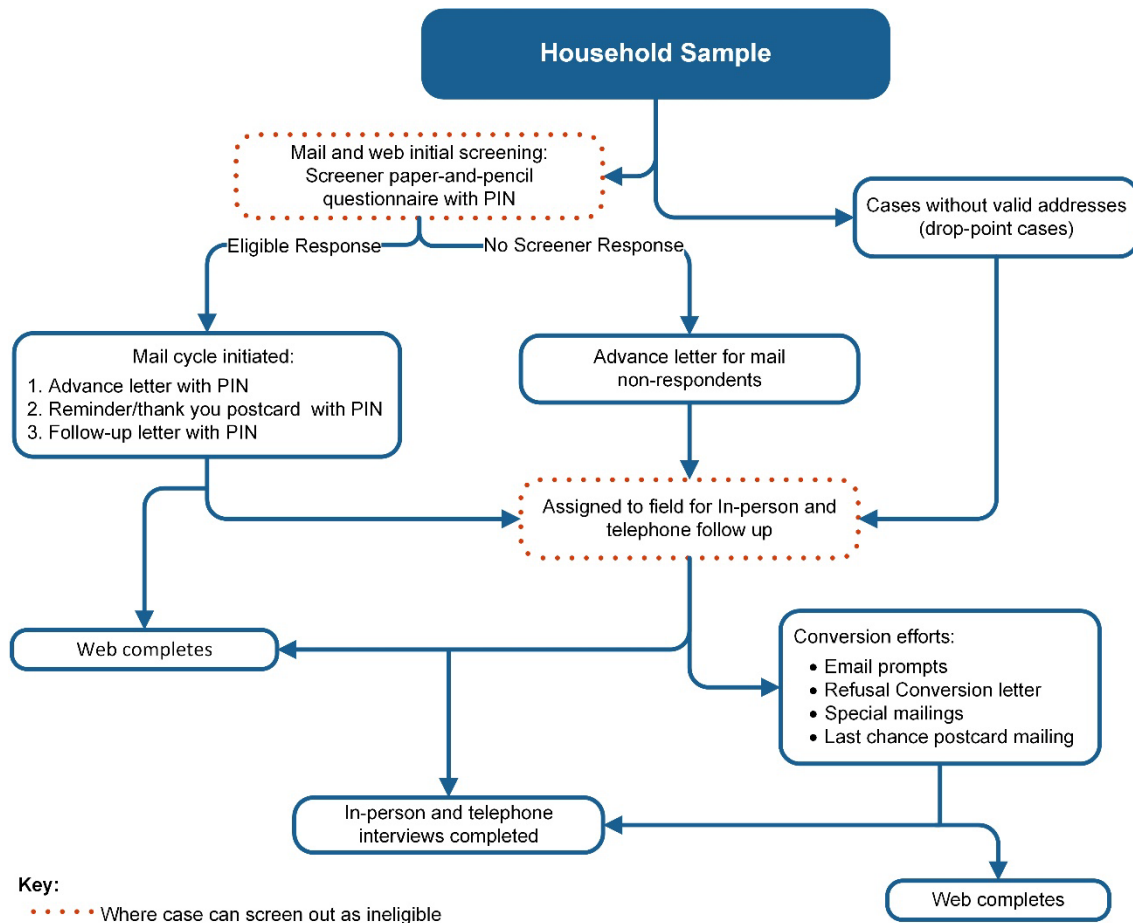 Household Sample
Mail and web initial screening:
Screener paper-and-pencil
questionnaire with PIN
Cases without valid addresses
(drop-point cases)
Eligible Response
No Screener Response
Mail cycle initiated:
1. Advance letter with PIN
2. Reminder/thank you postcard with PIN
3. Follow-up letter with PIN
Advance letter for mail
non-respondents
Assigned to field for In-person and
telephone follow up
Web completes
Conversion efforts:
• Email prompts
• Refusal Conversion letter
• Special mailings
• Last chance postcard mailing
In-person and telephone
interviews completed
Web completes
Key:
Where case can screen out as ineligible